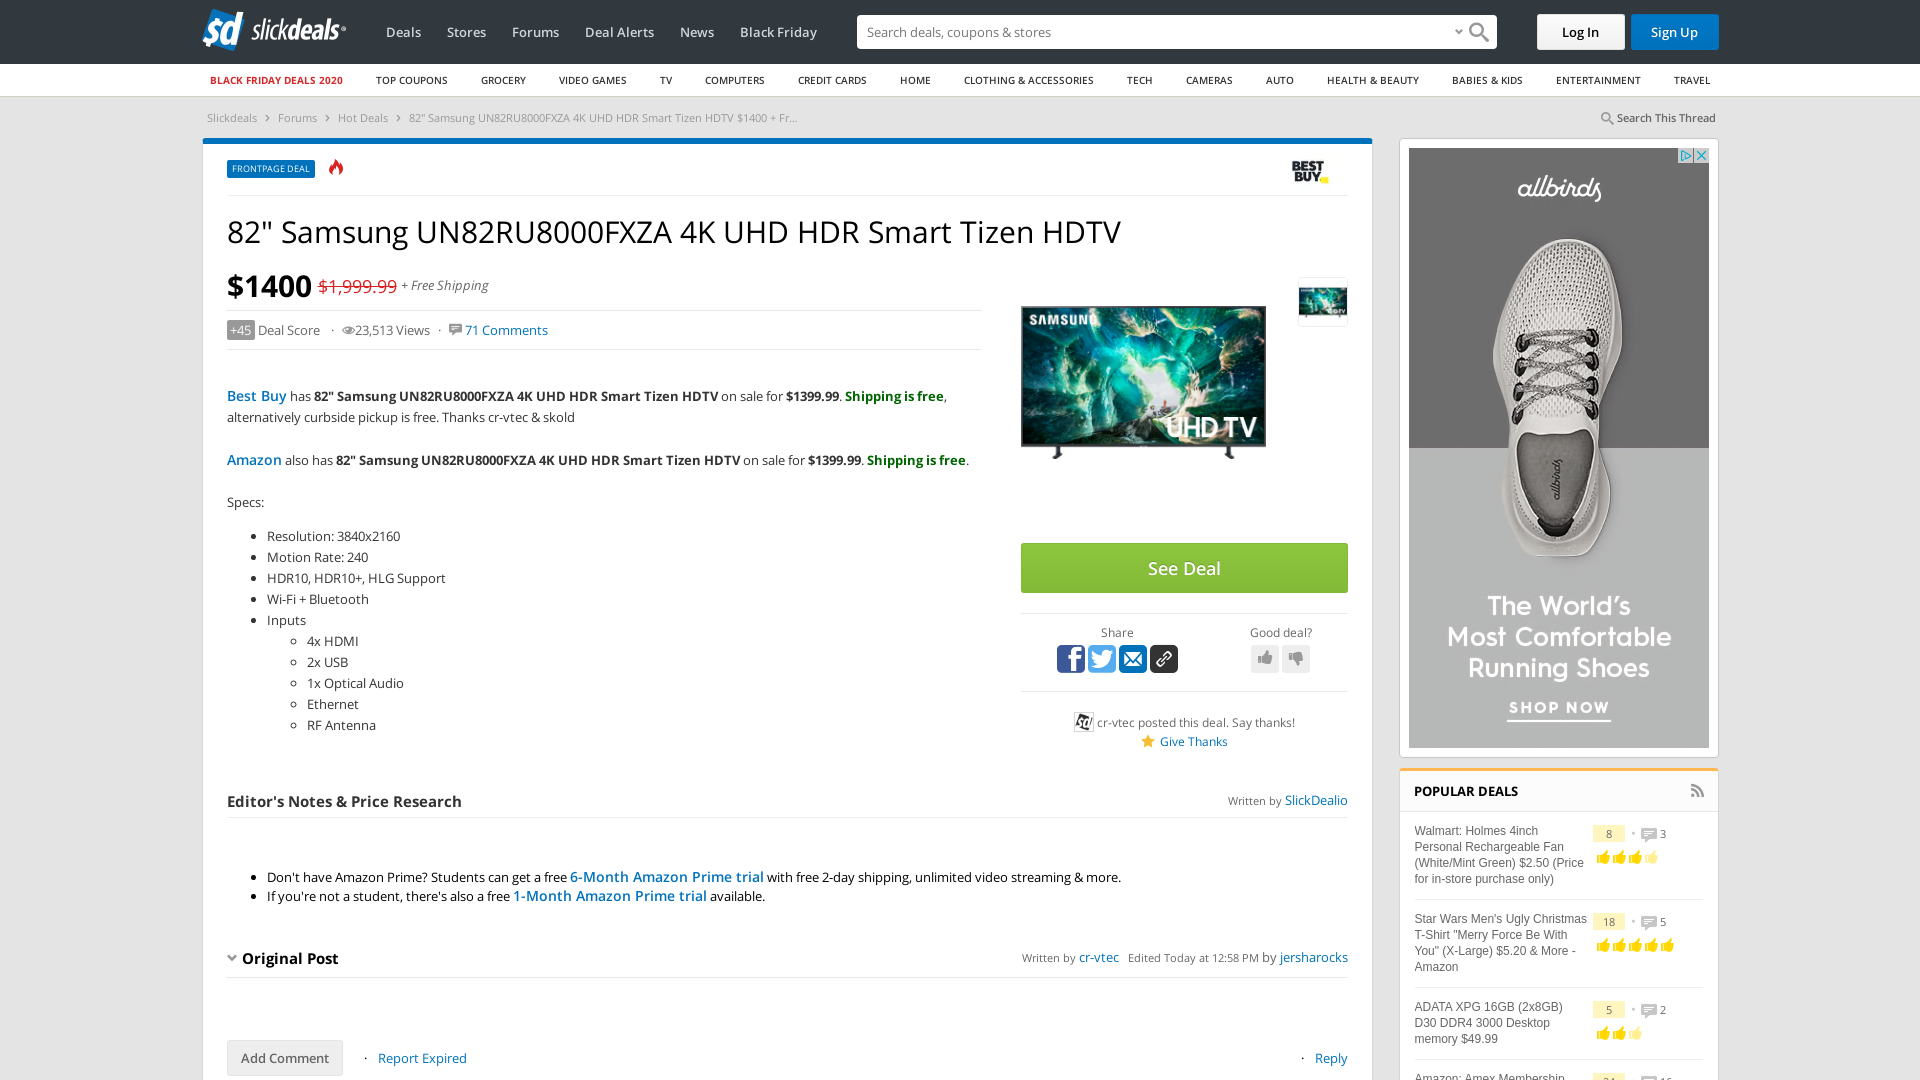 sd slickdeals
Deals
Stores
Forums
Deal Alerts
News
Black Friday
Search deals, coupons & stores
Log In
Sign Up
BLACK FRIDAY DEALS 2020
TOP COUPONS
GROCERY
VIDEO GAMES
TV
COMPUTERS
CREDIT CARDS
HOME
CLOTHING & ACCESSORIES
TECH
CAMERAS
AUTO
HEALTH & BEAUTY
BABIES & KIDS
ENTERTAINMENT
TRAVEL
Slickdeals › Forums › Hot Deals › 82" Samsung UN82RU8000FXZA 4K UHD HDR Smart Tizen HDTV $1400 + Fr...
Search This Thread
FRONTPAGE DEAL
BEST
BUY
82" Samsung UN82RU8000FXZA 4K UHD HDR Smart Tizen HDTV
$1400 $1,999.99 + Free Shipping
+45 Deal Score · 23,513 Views · 71 Comments
Best Buy has 82" Samsung UN82RU8000FXZA 4K UHD HDR Smart Tizen HDTV on sale for $1399.99. Shipping is free,
alternatively curbside pickup is free. Thanks cr-vtec & skold
Amazon also has 82" Samsung UN82RU8000FXZA 4K UHD HDR Smart Tizen HDTV on sale for $1399.99. Shipping is free.
Specs:
Resolution: 3840x2160
Motion Rate: 240
HDR10, HDR10+, HLG Support
Wi-Fi + Bluetooth
Inputs
4x HDMI
2x USB
1x Optical Audio
Ethernet
RF Antenna
SAMSUNG
UHD TV
See Deal
Share
Good deal?
cr-vtec posted this deal. Say thanks!
Give Thanks
Editor's Notes & Price Research
Written by SlickDealio
Don't have Amazon Prime? Students can get a free 6-Month Amazon Prime trial with free 2-day shipping, unlimited video streaming & more.
If you're not a student, there's also a free 1-Month Amazon Prime trial available.
Original Post
Written by cr-vtec Edited Today at 12:58 PM by jersharocks
Add Comment
· Report Expired
· Reply
allbirds
allbirds
The World's
Most Comfortable
Running Shoes
SHOP NOW
POPULAR DEALS
Walmart: Holmes 4inch
Personal Rechargeable Fan
(White/Mint Green) $2.50 (Price
for in-store purchase only)
8 • 3
Star Wars Men's Ugly Christmas
T-Shirt "Merry Force Be With
You" (X-Large) $5.20 & More -
Amazon
18 • 5
ADATA XPG 16GB (2x8GB)
D30 DDR4 3000 Desktop
memory $49.99
5 • 2
Amazon: Amex Membership